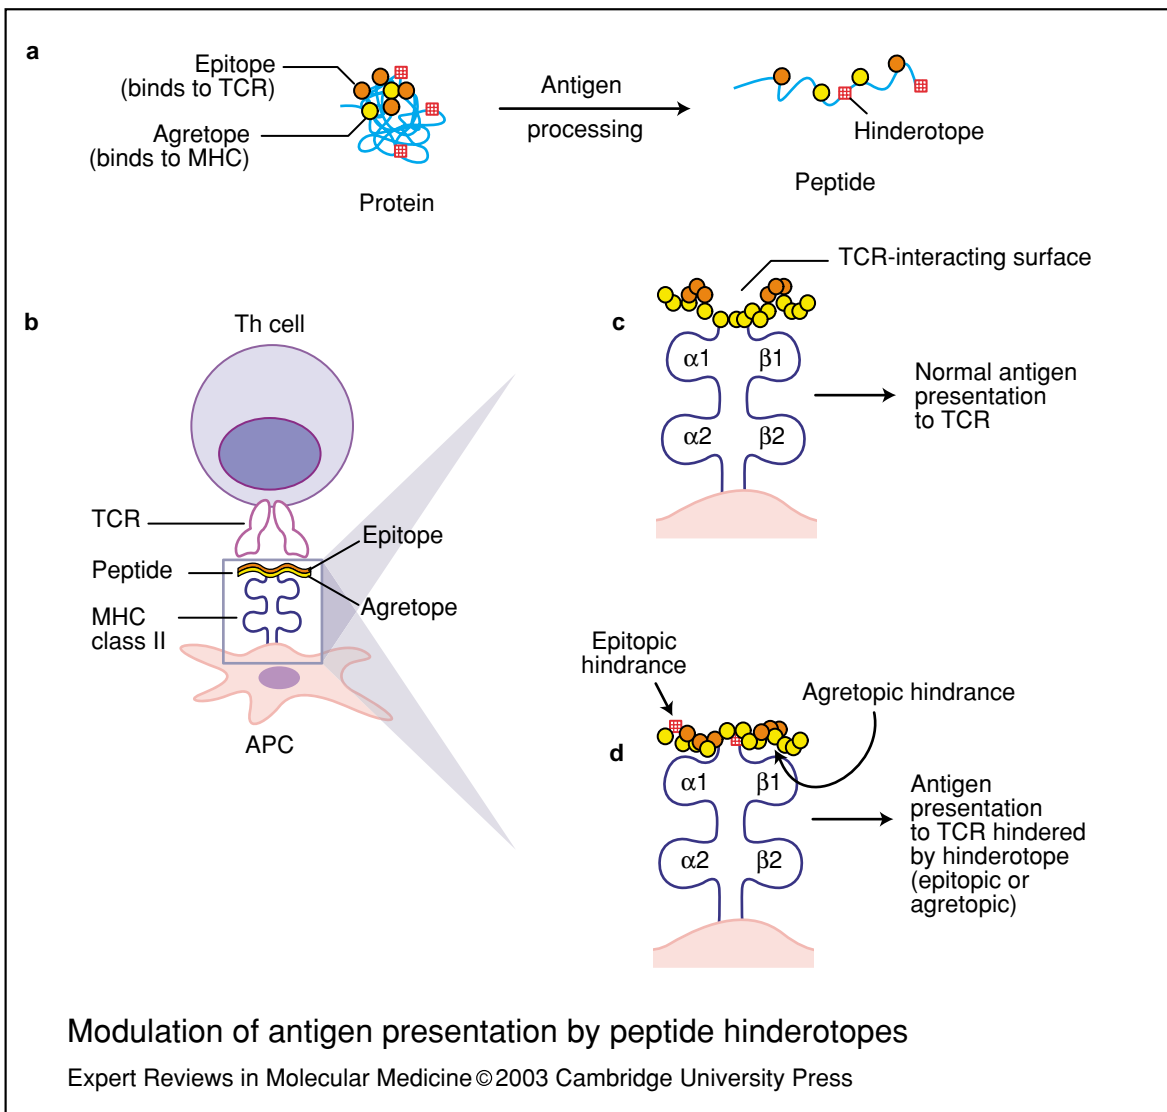 a
Epitope
(binds to TCR)
Agretope
(binds to MHC)
Protein
Antigen
processing
Hinderotope
Peptide
b
Th cell
TCR
Peptide
MHC
class II
Epitope
Agretope
APC
c
TCR-interacting surface
α1
β1
α2
β2
Normal antigen
presentation
to TCR
d
Epitopic
hindrance
Agretopic hindrance
α1
β1
α2
β2
Antigen
presentation
to TCR hindered
by hinderotope
(epitopic or
agretopic)
Modulation of antigen presentation by peptide hinderotopes
Expert Reviews in Molecular Medicine © 2003 Cambridge University Press